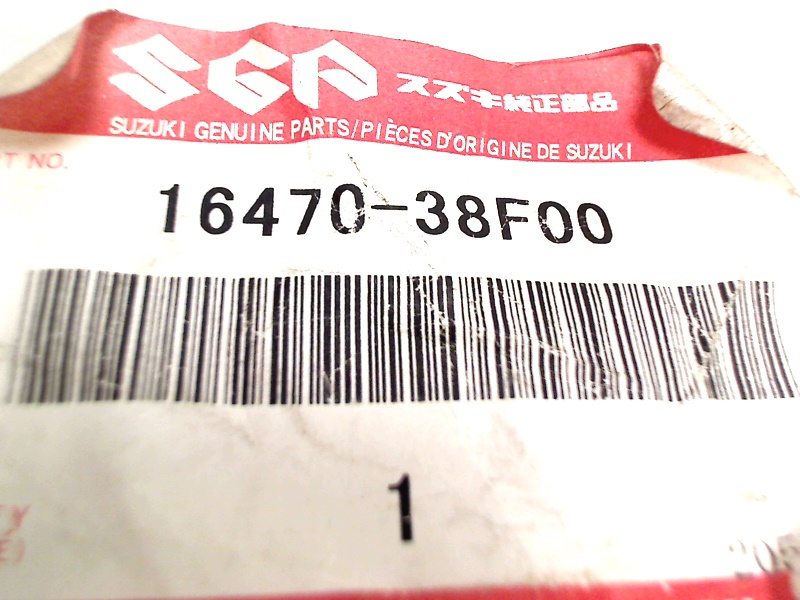 SGP スズキ純正部品
SUZUKI GENUINE PARTS/PIÈCES D'ORIGINE DE SUZUKI
NO.
16470-38F00
1